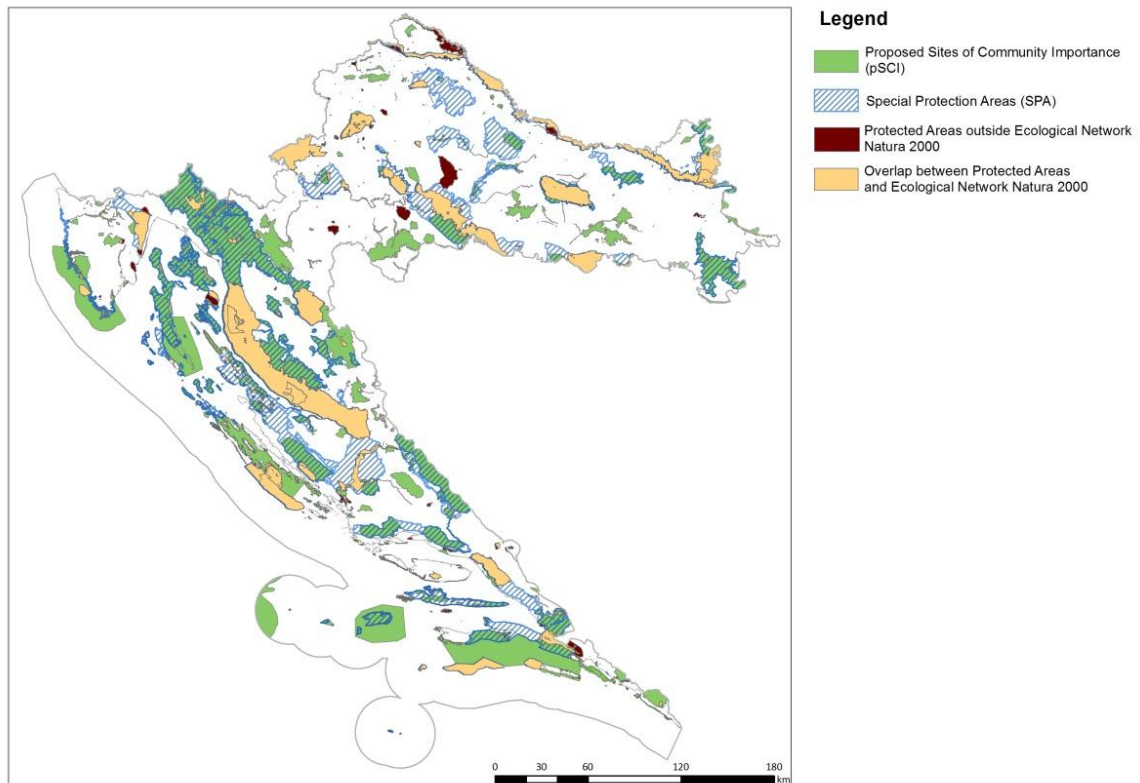 Legend
Proposed Sites of Community Importance
(pSCI)
Special Protection Areas (SPA)
Protected Areas outside Ecological Network
Natura 2000
Overlap between Protected Areas
and Ecological Network Natura 2000
0 30 60 120 180
km